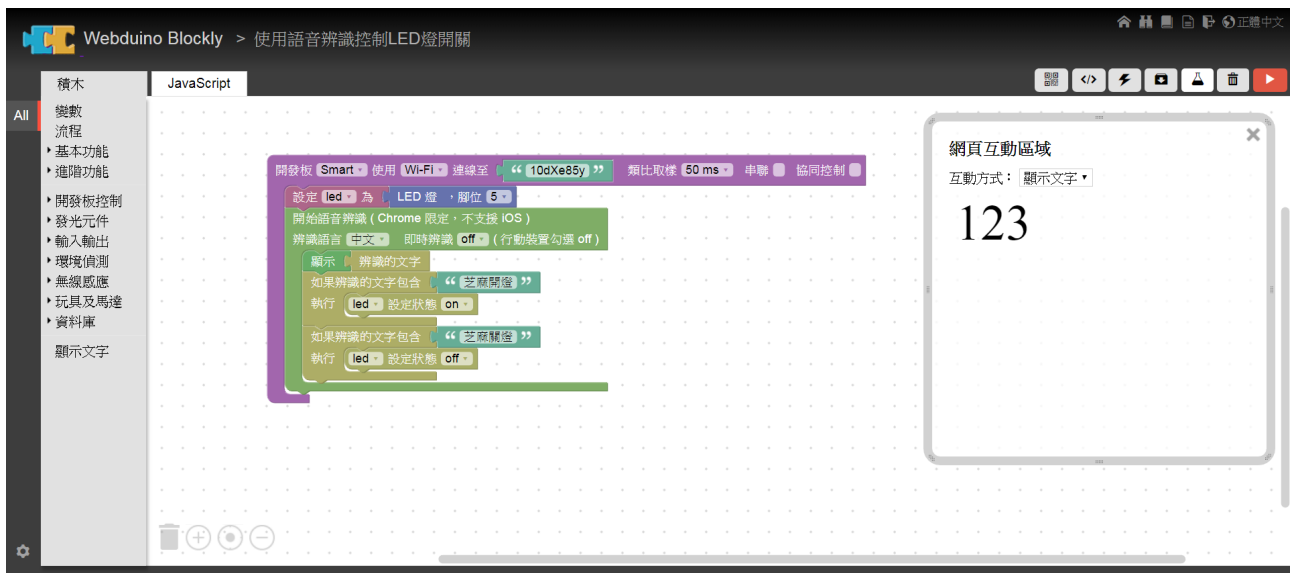 Webduino Blockly > 使用語音辨識控制LED燈開關
正體中文
積木
JavaScript
All
變數
流程
基本功能
進階功能
開發板控制
發光元件
輸入輸出
環境偵測
無線感應
玩具及馬達
資料庫
顯示文字
開發板 Smart 使用 Wi-Fi 連線至 “ 10dXe85y ” 類比取樣 50 ms 串聯 協同控制
設定 led 為 LED 燈 ,腳位 5
開始語音辨識 ( Chrome 限定,不支援 iOS )
辨識語言 中文 即時辨識 off ( 行動裝置勾選 off )
顯示 辨識的文字
如果辨識的文字包含 “ 芝麻開燈 ”
執行 led 設定狀態 on
如果辨識的文字包含 “ 芝麻關燈 ”
執行 led 設定狀態 off
網頁互動區域
互動方式: 顯示文字
123